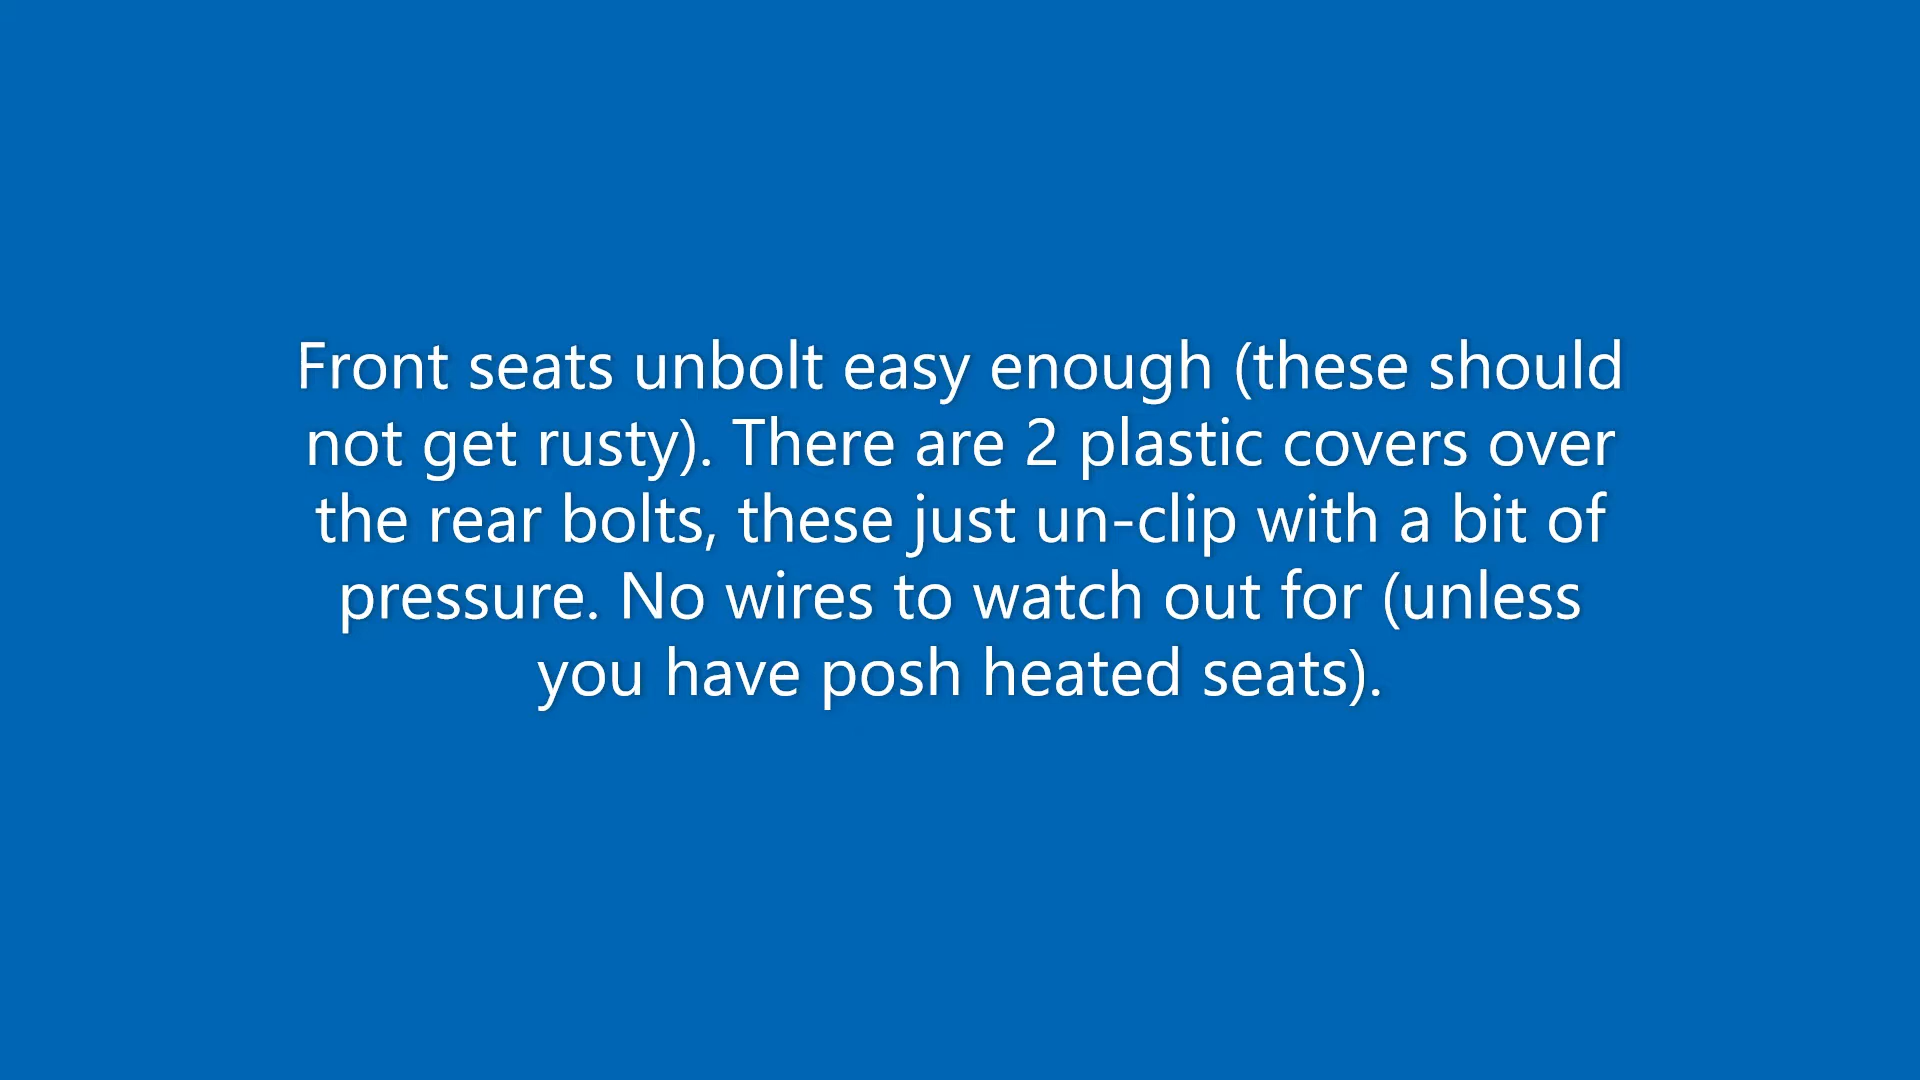 Front seats unbolt easy enough (these should
not get rusty). There are 2 plastic covers over
the rear bolts, these just un-clip with a bit of
pressure. No wires to watch out for (unless
you have posh heated seats).